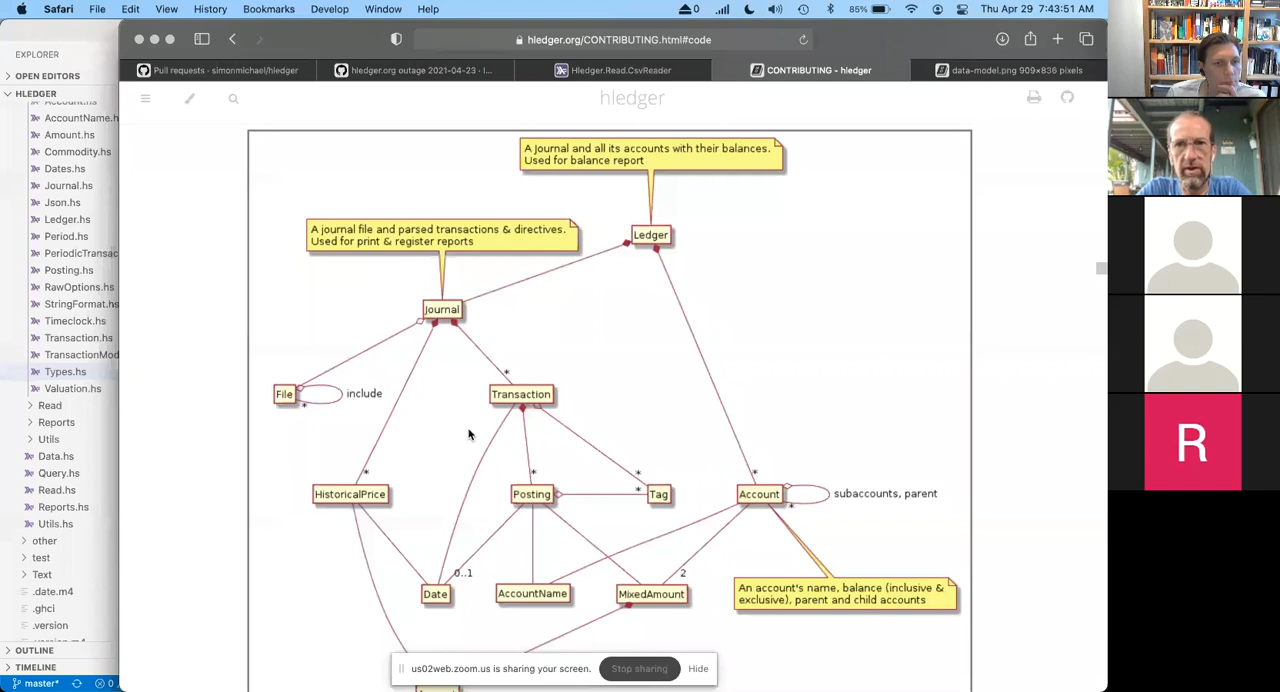 Safari File Edit View History Bookmarks Develop Window Help
0 85% Thu Apr 29 7:43:51 AM
EXPLORER
OPEN EDITORS
HLEDGER
Account.hs
AccountName.h
Amount.hs
Commodity.hs
Dates.hs
Journal.hs
Json.hs
Ledger.hs
Period.hs
PeriodicTransac
Posting.hs
RawOptions.hs
StringFormat.hs
Timeclock.hs
Transaction.hs
TransactionMod
Types.hs
Valuation.hs
Read
Reports
Utils
Data.hs
Query.hs
Read.hs
Reports.hs
Utils.hs
other
test
Text
.date.m4
.ghci
.version
.version.m4
OUTLINE
TIMELINE
master* 0
hledger.org/CONTRIBUTING.html#code
Pull requests · simonmichael/hledger
hledger.org outage 2021-04-23 · I...
Hledger.Read.CsvReader
CONTRIBUTING - hledger
data-model.png 909×836 pixels
hledger
A Journal and all its accounts with their balances.
Used for balance report
A journal file and parsed transactions & directives.
Used for print & register reports
Ledger
Journal
*
File
include
*
Transaction
*
*
*
*
*
HistoricalPrice
Posting
Tag
Account
subaccounts, parent
*
0..1
2
Date
AccountName
MixedAmount
An account's name, balance (inclusive &
exclusive), parent and child accounts
us02web.zoom.us is sharing your screen.
Stop sharing
Hide
R